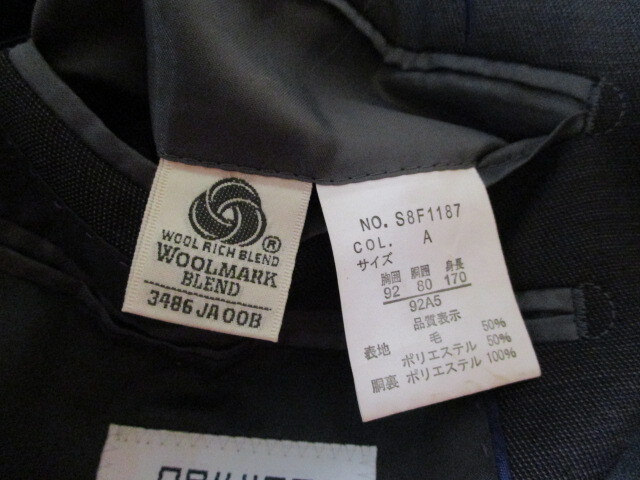 WOOL RICH BLEND ®
WOOLMARK
BLEND
3486 JA 00B
NO. S8F1187
COL. A
サイズ
胸囲 胴囲 身長
92 80 170
92A5
品質表示
表地 毛 50%
ポリエステル 50%
胴裏 ポリエステル 100%